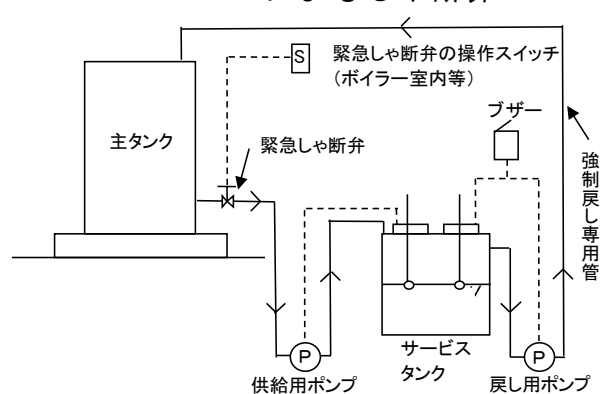 緊急しゃ断弁の操作スイッチ
（ボイラー室内等）
S
ブザー
主タンク
緊急しゃ断弁
強制戻し専用管
P
供給用ポンプ
サービス
タンク
P
戻し用ポンプ